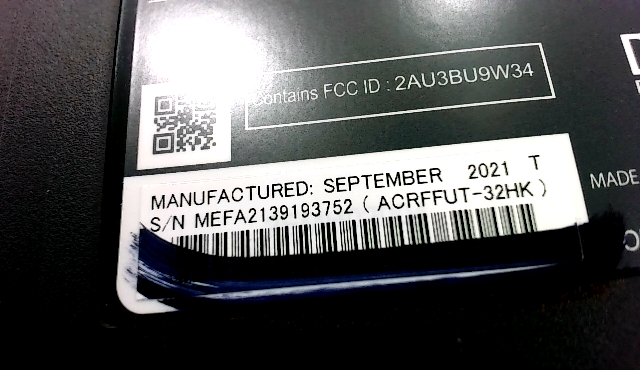 Contains FCC ID : 2AU3BU9W34
MANUFACTURED: SEPTEMBER 2021 T
S/N MEFA2139193752 ( ACRFFUT-32HK )
MADE